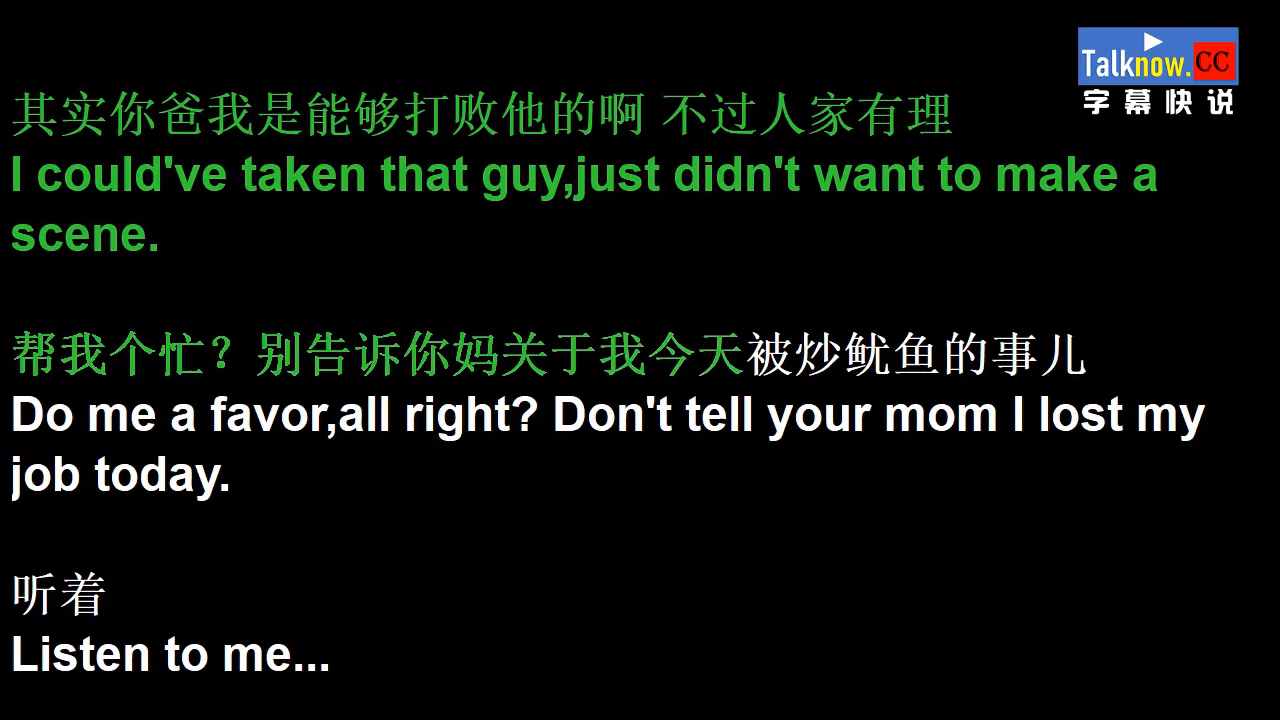 Talknow.CC
字幕快说
其实你爸我是能够打败他的啊 不过人家有理
I could've taken that guy,just didn't want to make a
scene.
帮我个忙？别告诉你妈关于我今天被炒鱿鱼的事儿
Do me a favor,all right? Don't tell your mom I lost my
job today.
听着
Listen to me...